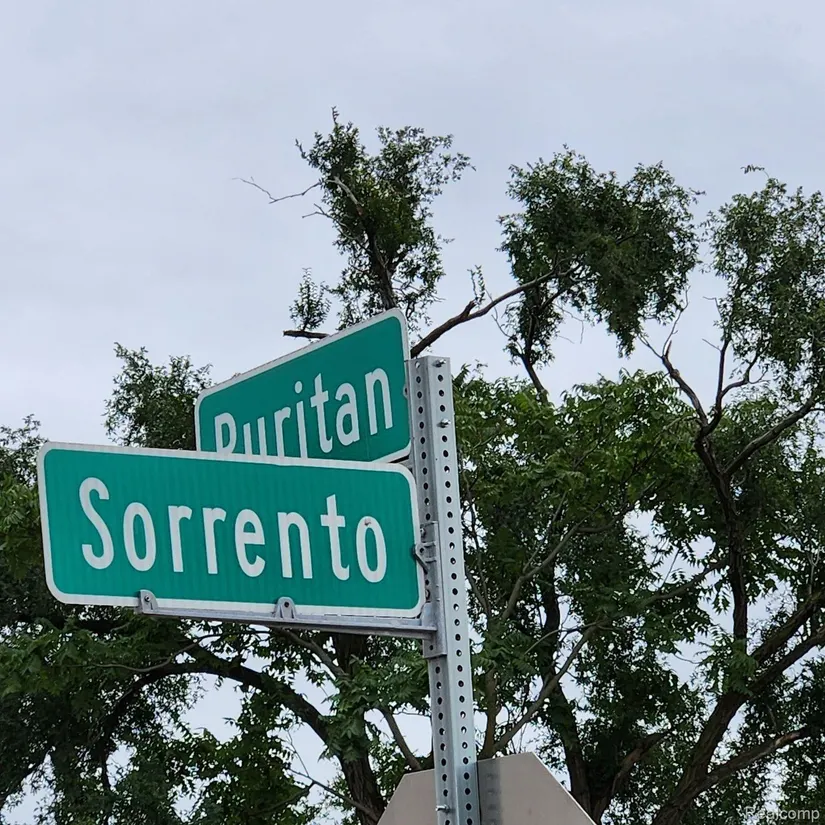 Puritan
Sorrento
Realcomp